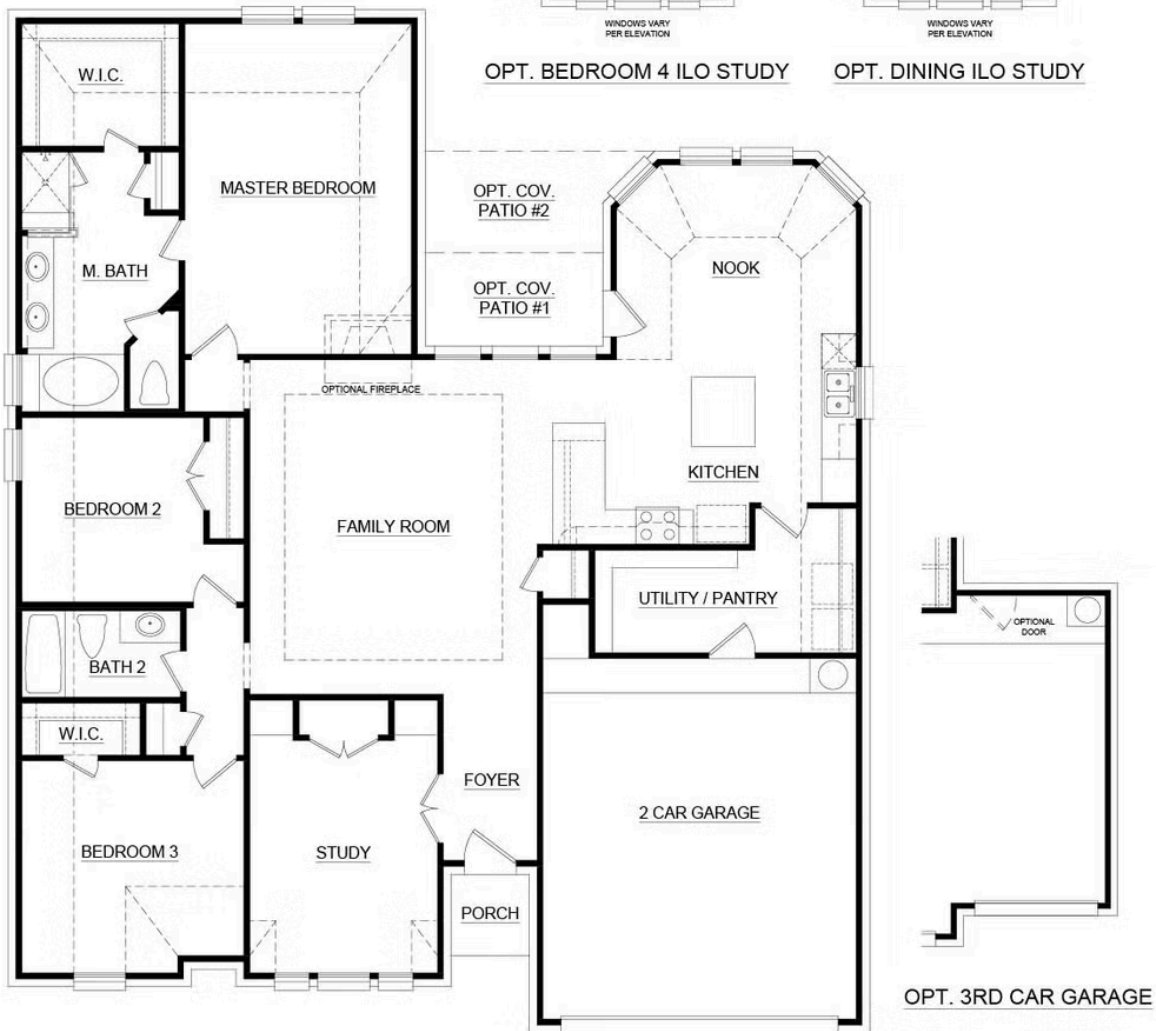 WINDOWS VARY
PER ELEVATION
WINDOWS VARY
PER ELEVATION
OPT. BEDROOM 4 ILO STUDY
OPT. DINING ILO STUDY
W.I.C.
MASTER BEDROOM
OPT. COV.
PATIO #2
M. BATH
NOOK
OPT. COV.
PATIO #1
OPTIONAL FIREPLACE
KITCHEN
BEDROOM 2
FAMILY ROOM
UTILITY / PANTRY
OPTIONAL
DOOR
BATH 2
W.I.C.
FOYER
2 CAR GARAGE
BEDROOM 3
STUDY
PORCH
OPT. 3RD CAR GARAGE